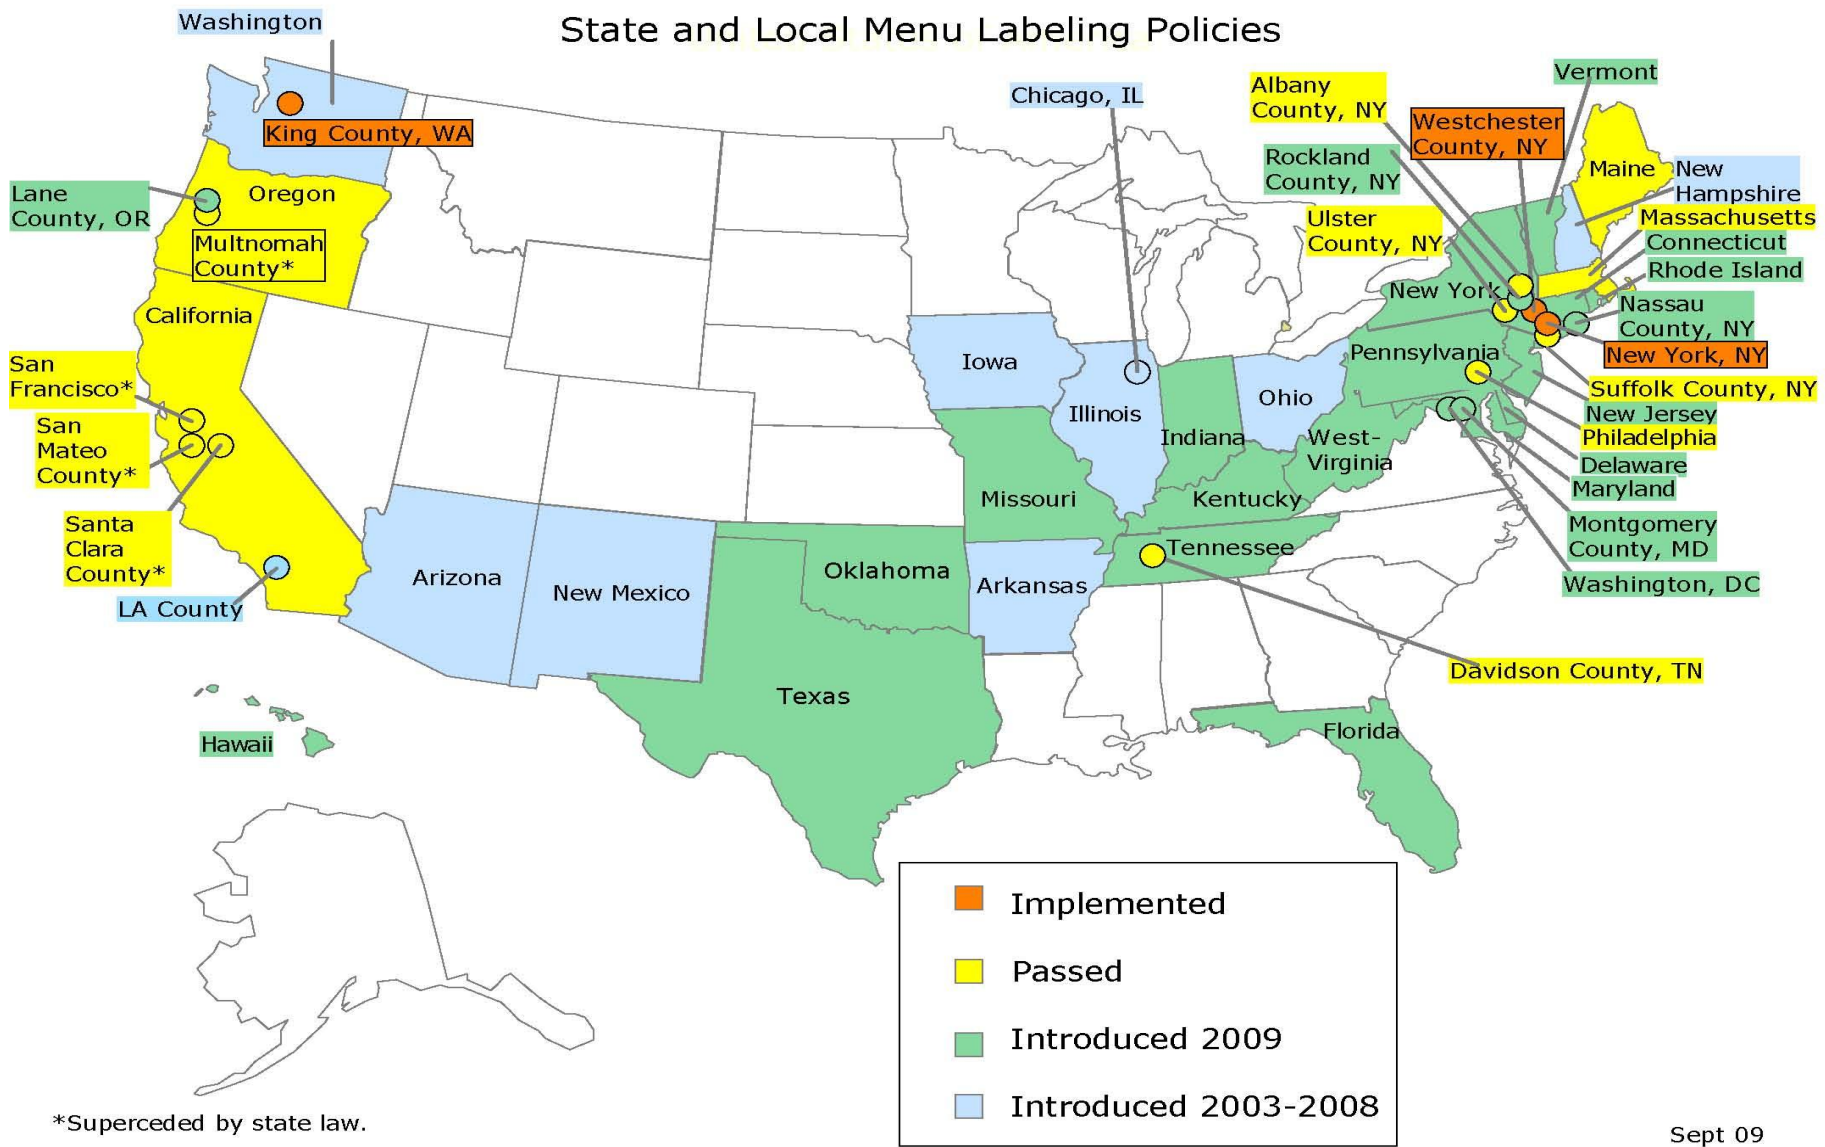 State and Local Menu Labeling Policies
Washington
King County, WA
Lane
County, OR
Oregon
Multnomah
County*
California
San
Francisco*
San
Mateo
County*
Santa
Clara
County*
LA County
Hawaii
Arizona
New Mexico
Texas
Oklahoma
Iowa
Missouri
Arkansas
Chicago, IL
Illinois
Indiana
Ohio
Kentucky
West-
Virginia
Tennessee
Florida
Pennsylvania
New York
Albany
County, NY
Rockland
County, NY
Ulster
County, NY
Westchester
County, NY
Vermont
Maine
New
Hampshire
Massachusetts
Connecticut
Rhode Island
Nassau
County, NY
New York, NY
Suffolk County, NY
New Jersey
Philadelphia
Delaware
Maryland
Montgomery
County, MD
Washington, DC
Davidson County, TN
Implemented
Passed
Introduced 2009
Introduced 2003-2008
*Superceded by state law.
Sept 09